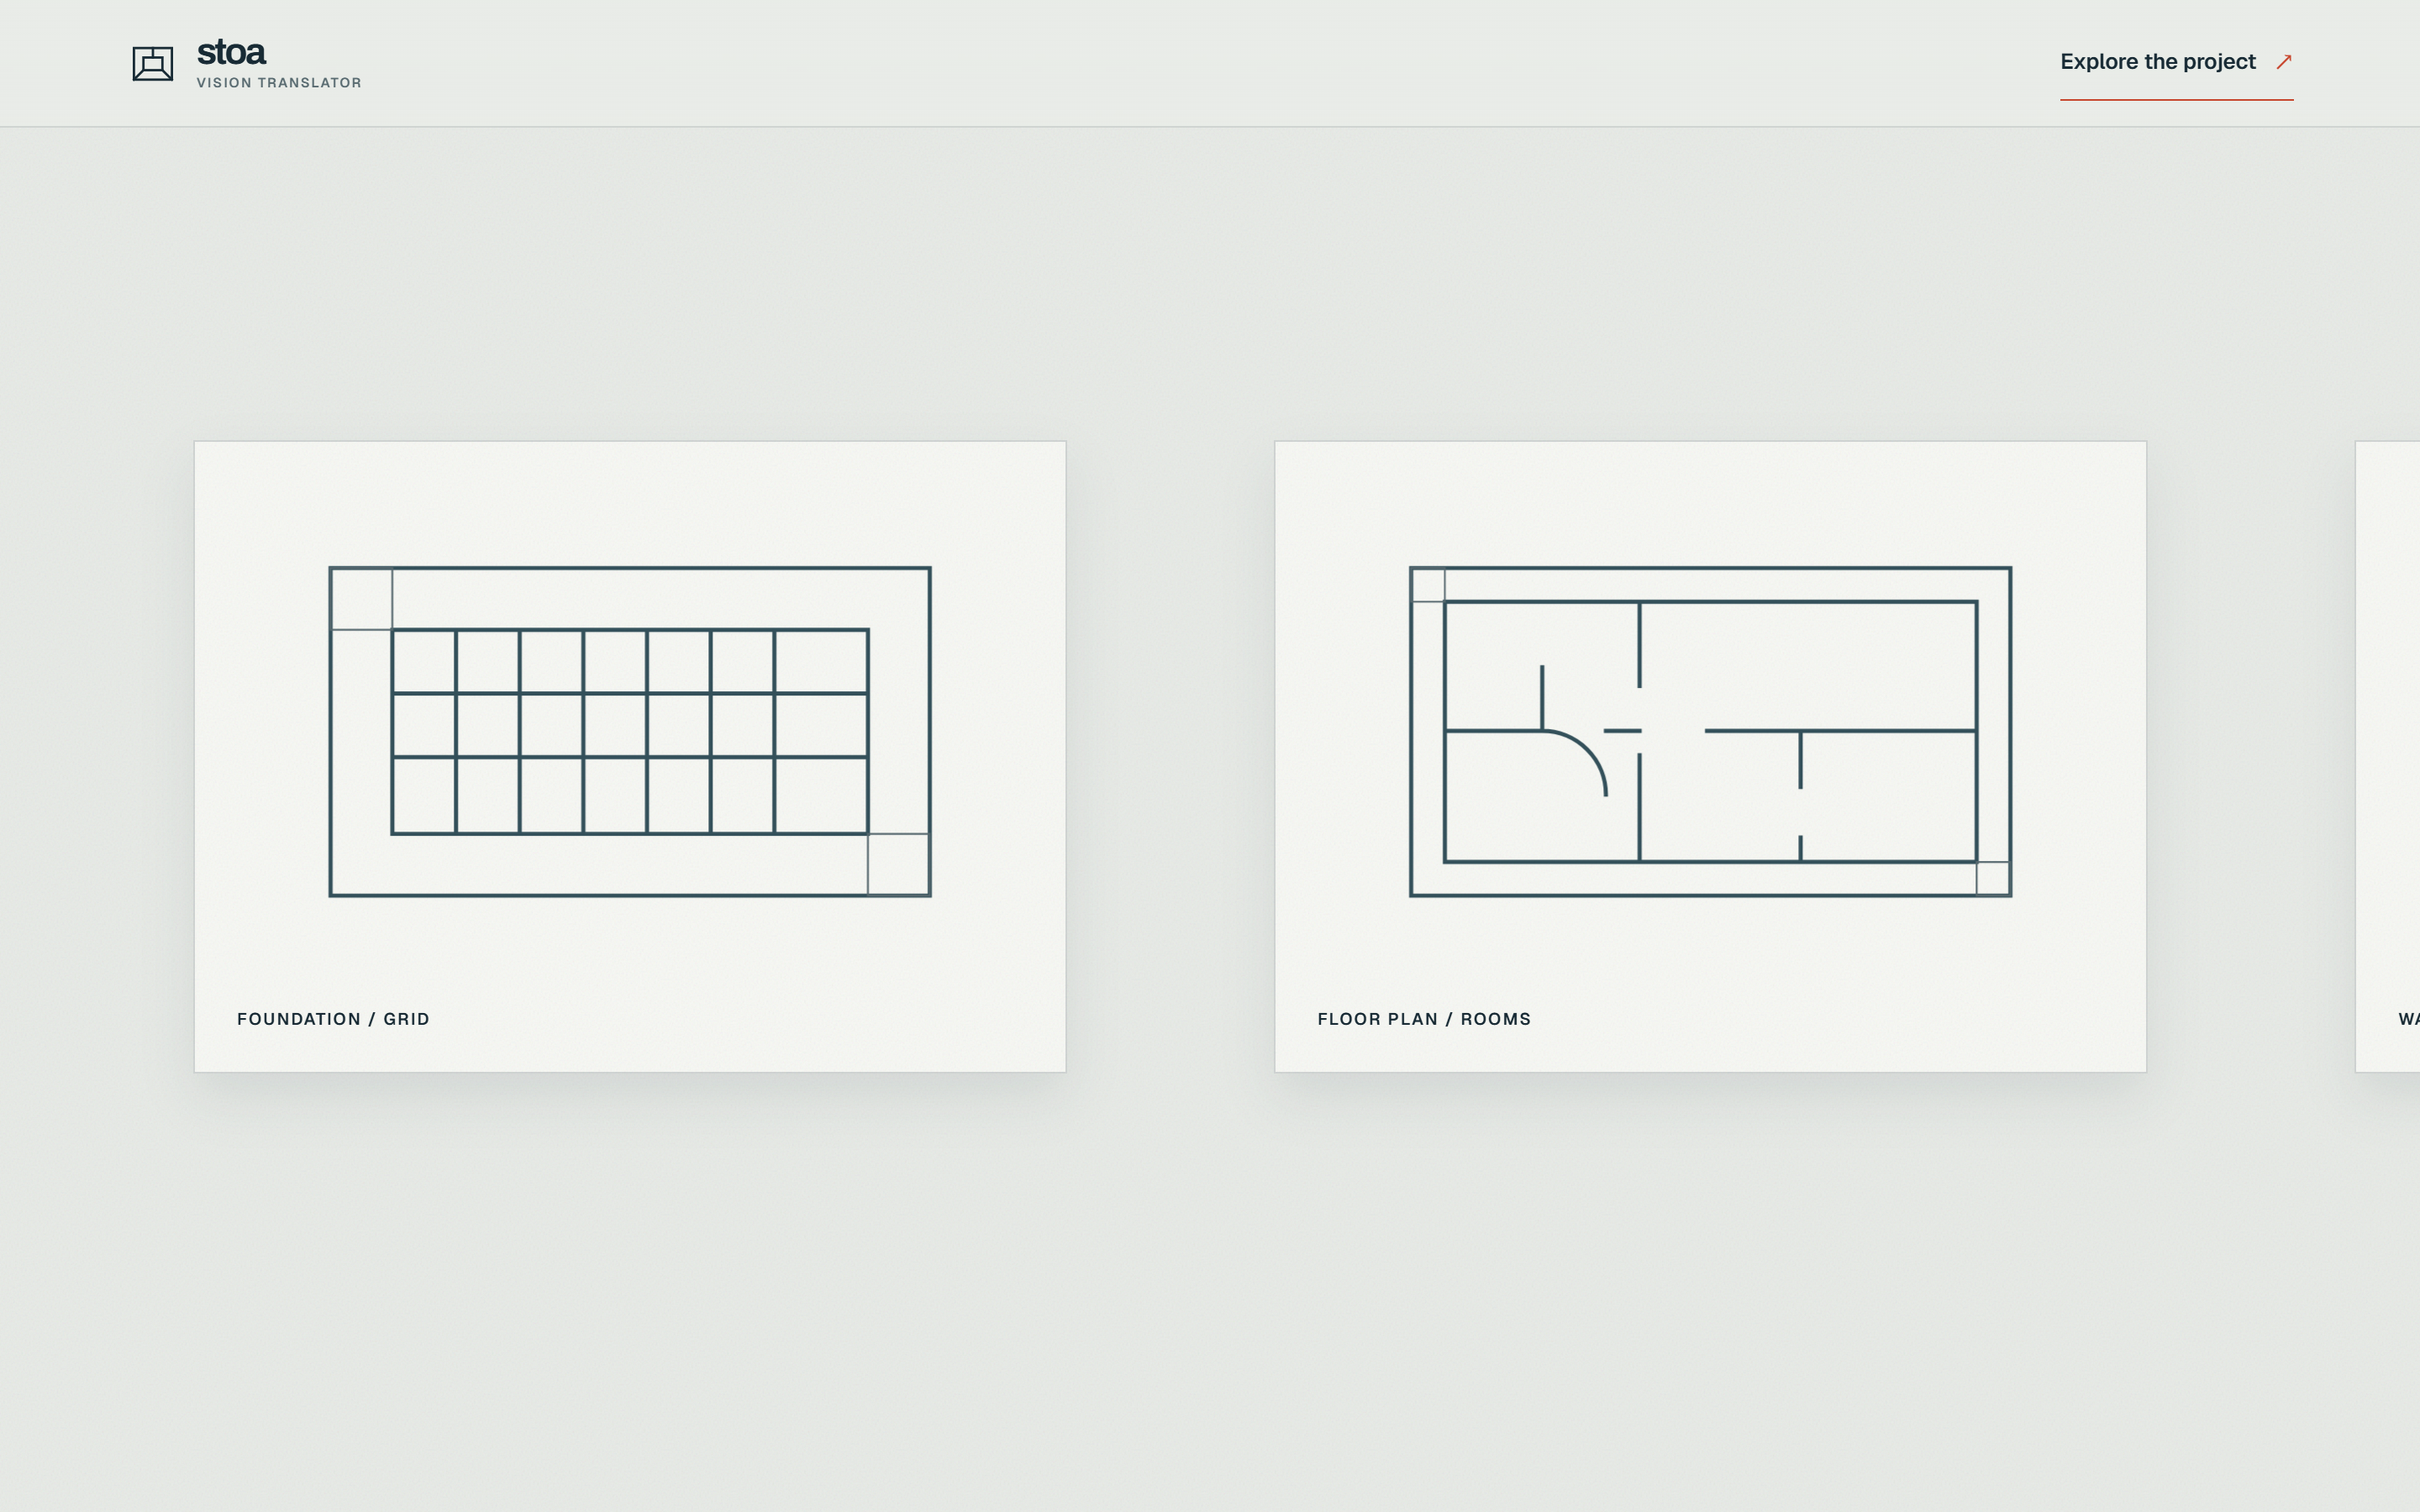 stoa
VISION TRANSLATOR
Explore the project ↗
FOUNDATION / GRID
FLOOR PLAN / ROOMS